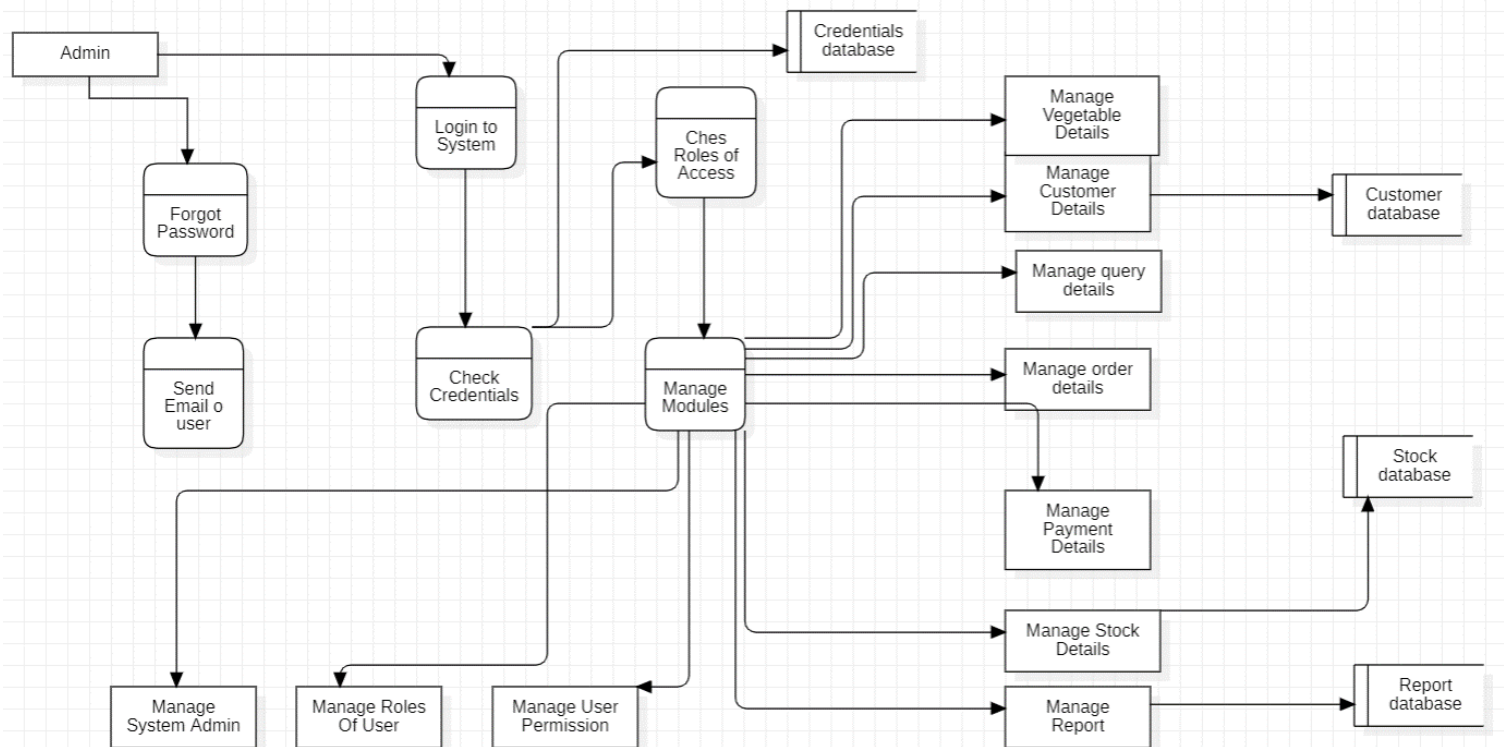 Admin
Credentials
database
Login to
System
Ches
Roles of
Access
Manage
Vegetable
Details
Manage
Customer
Details
Customer
database
Forgot
Password
Manage query
details
Send
Email o
user
Check
Credentials
Manage
Modules
Manage order
details
Stock
database
Manage
Payment
Details
Manage Stock
Details
Manage
System Admin
Manage Roles
Of User
Manage User
Permission
Manage
Report
Report
database